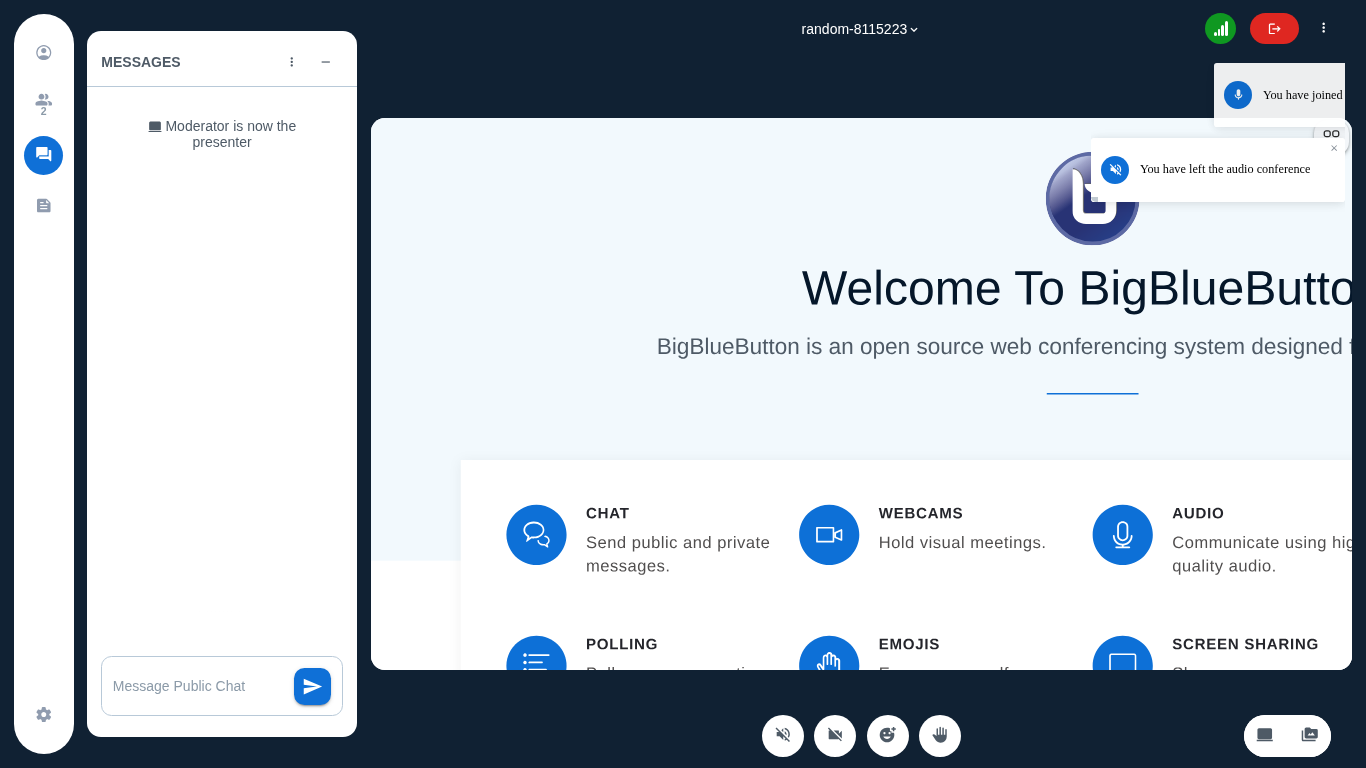 random-8115223
2
MESSAGES
Moderator is now the
presenter
Message Public Chat
You have joined
You have left the audio conference
Welcome To BigBlueButto
BigBlueButton is an open source web conferencing system designed f
CHAT
Send public and private
messages.
WEBCAMS
Hold visual meetings.
AUDIO
Communicate using hig
quality audio.
POLLING
EMOJIS
SCREEN SHARING